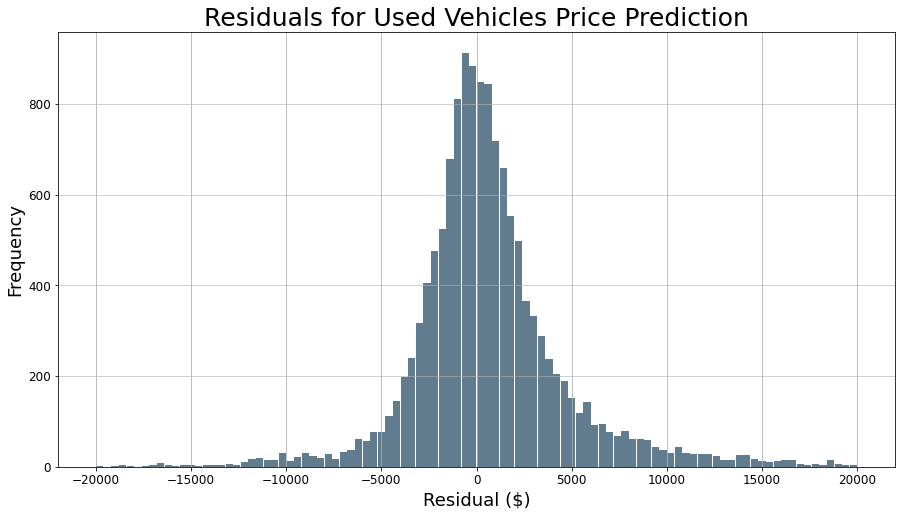 Residuals for Used Vehicles Price Prediction
Frequency
800
600
400
200
0
−20000 −15000 −10000 −5000 0 5000 10000 15000 20000
Residual ($)